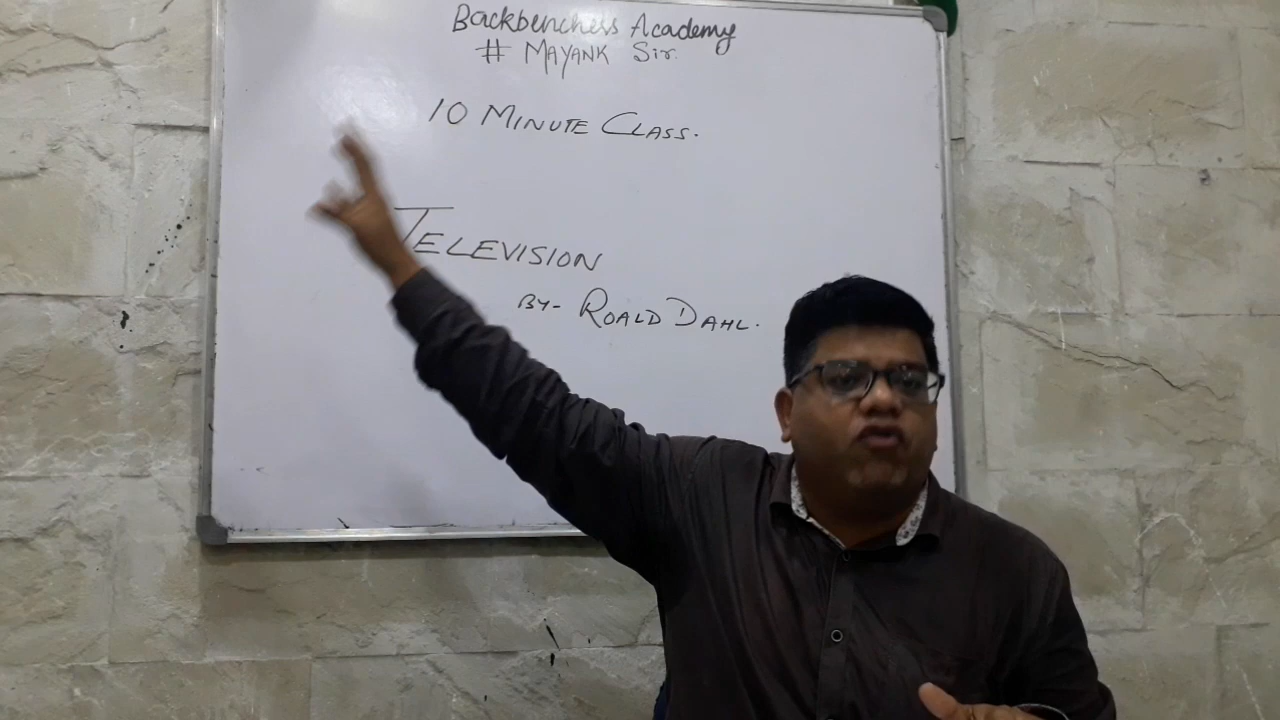 Backbenchers Academy
# MAYANK Sir.
10 MINUTE CLASS.
TELEVISION
BY- ROALD DAHL.